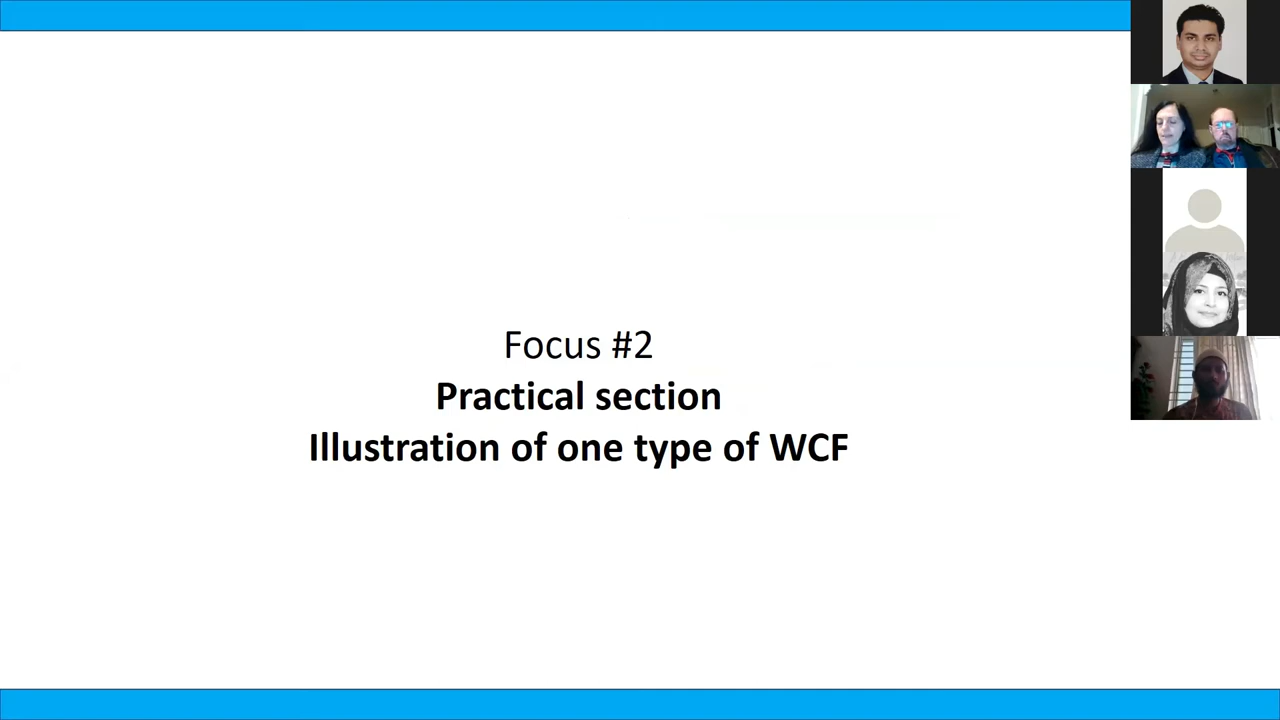 Focus #2
Practical section
Illustration of one type of WCF